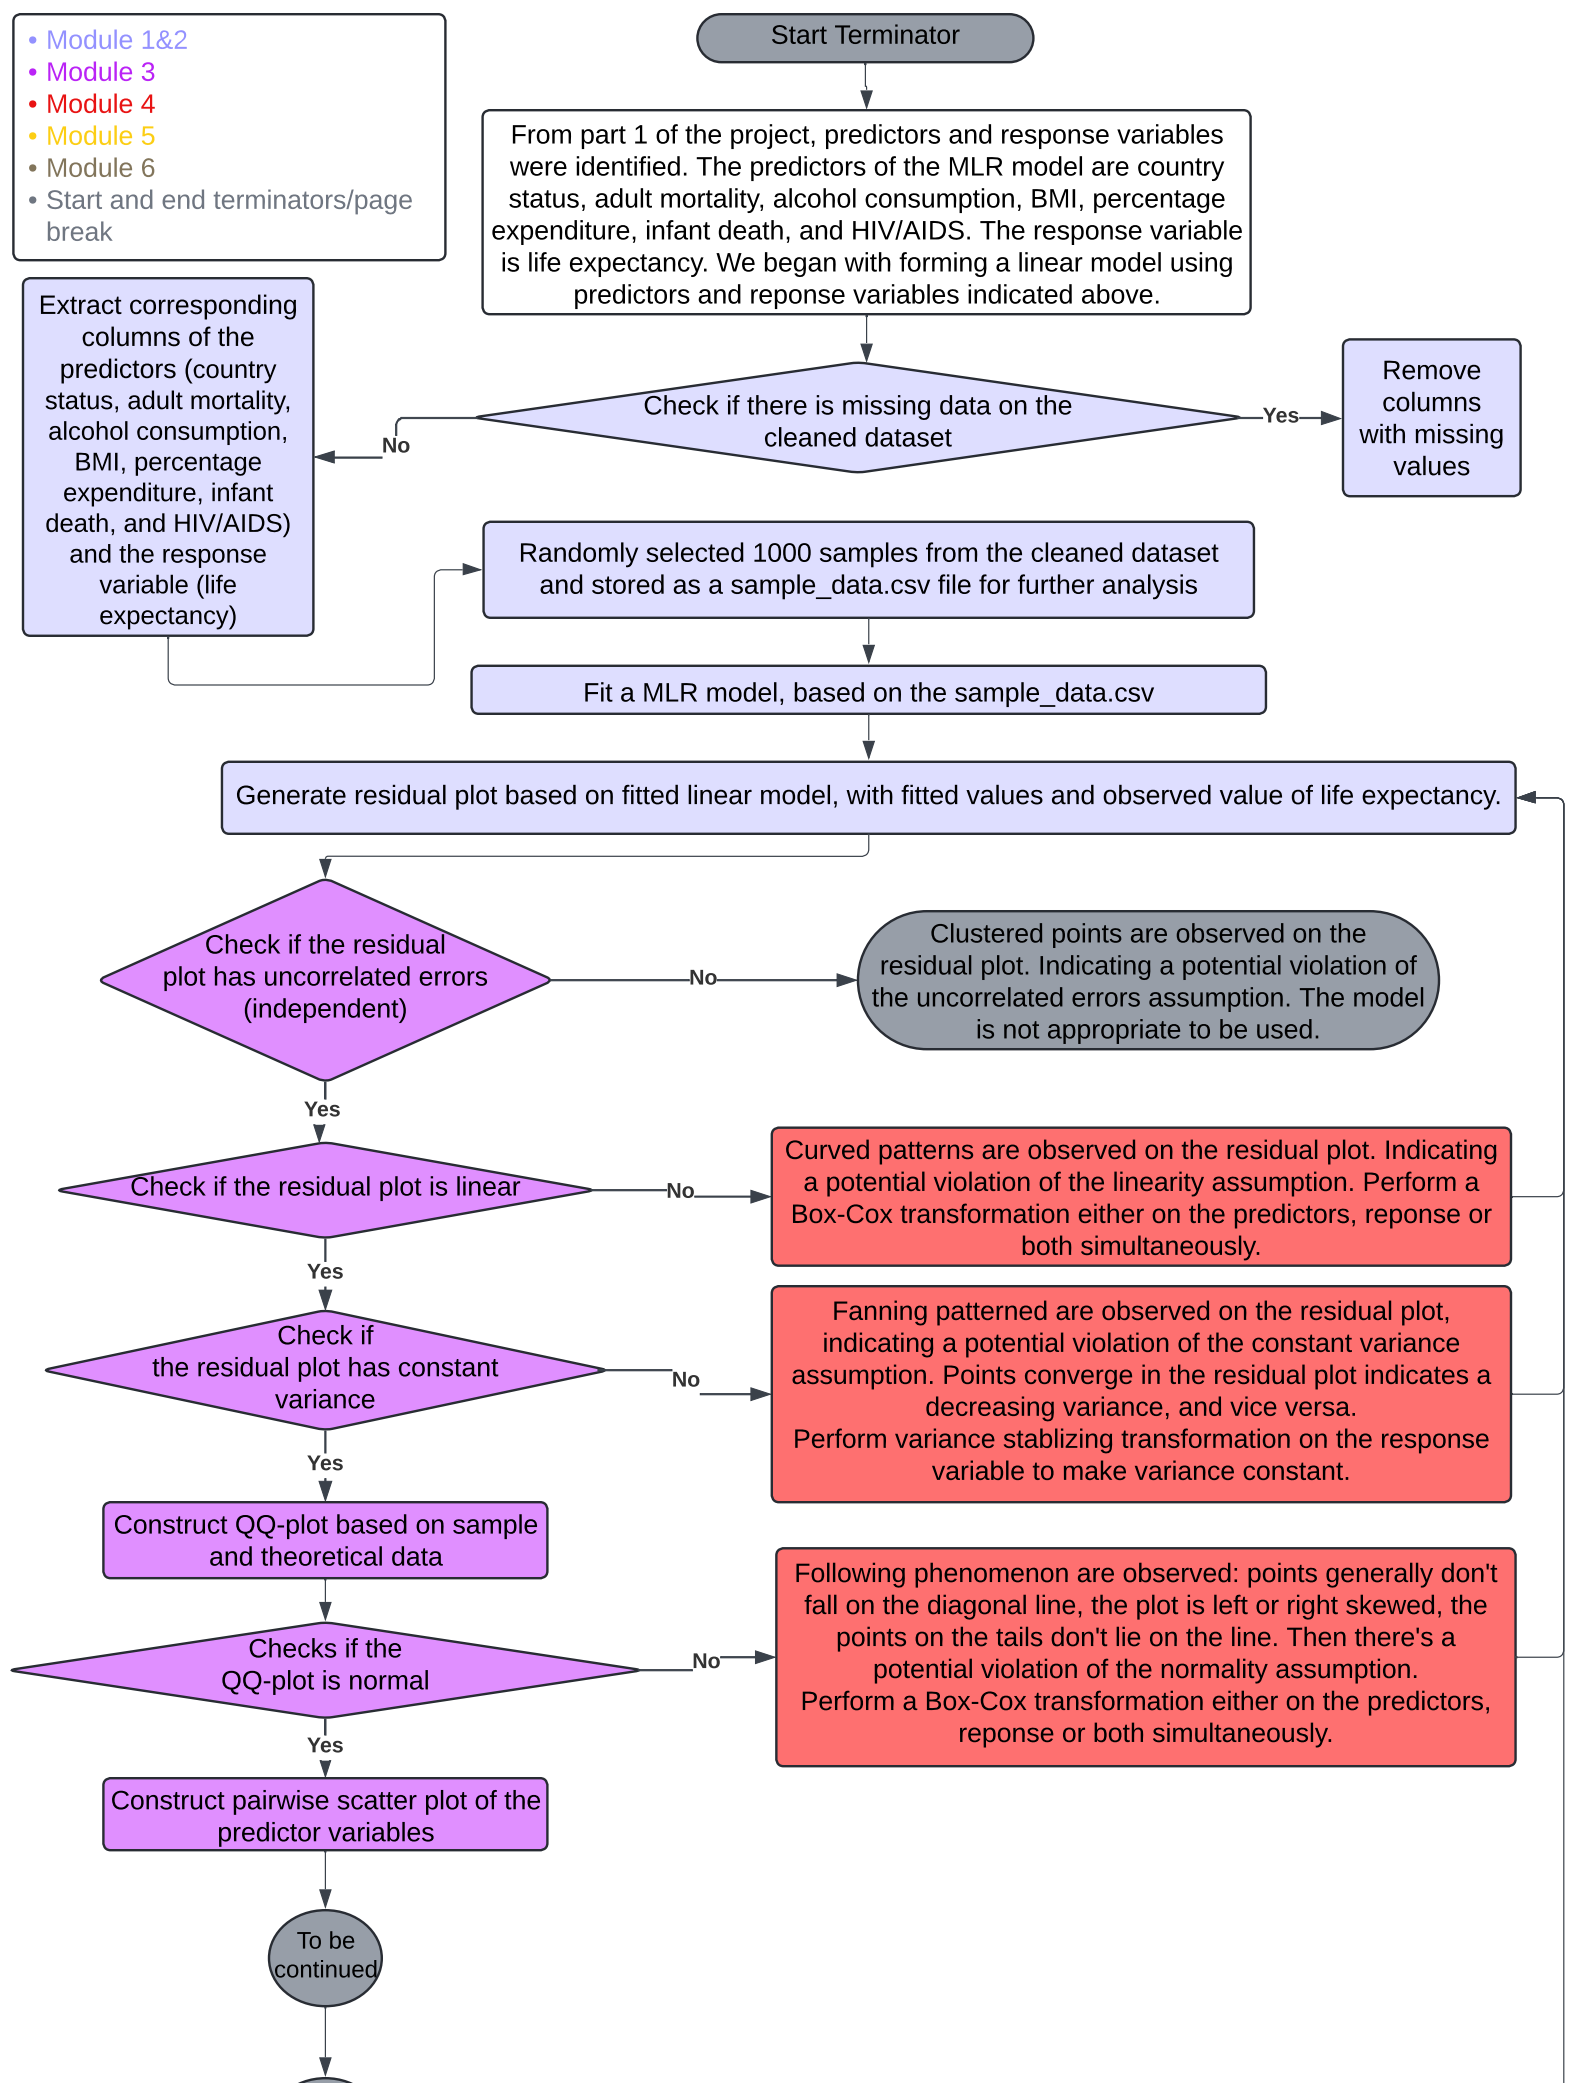 • Module 1&2
• Module 3
• Module 4
• Module 5
• Module 6
• Start and end terminators/page
break
Start Terminator
From part 1 of the project, predictors and response variables
were identified. The predictors of the MLR model are country
status, adult mortality, alcohol consumption, BMI, percentage
expenditure, infant death, and HIV/AIDS. The response variable
is life expectancy. We began with forming a linear model using
predictors and reponse variables indicated above.
Check if there is missing data on the
cleaned dataset
Yes
Remove
columns
with missing
values
No
Extract corresponding
columns of the
predictors (country
status, adult mortality,
alcohol consumption,
BMI, percentage
expenditure, infant
death, and HIV/AIDS)
and the response
variable (life
expectancy)
Randomly selected 1000 samples from the cleaned dataset
and stored as a sample_data.csv file for further analysis
Fit a MLR model, based on the sample_data.csv
Generate residual plot based on fitted linear model, with fitted values and observed value of life expectancy.
Check if the residual
plot has uncorrelated errors
(independent)
No
Clustered points are observed on the
residual plot. Indicating a potential violation of
the uncorrelated errors assumption. The model
is not appropriate to be used.
Yes
Check if the residual plot is linear
No
Curved patterns are observed on the residual plot. Indicating
a potential violation of the linearity assumption. Perform a
Box-Cox transformation either on the predictors, reponse or
both simultaneously.
Yes
Check if
the residual plot has constant
variance
No
Fanning patterned are observed on the residual plot,
indicating a potential violation of the constant variance
assumption. Points converge in the residual plot indicates a
decreasing variance, and vice versa.
Perform variance stablizing transformation on the response
variable to make variance constant.
Yes
Construct QQ-plot based on sample
and theoretical data
Checks if the
QQ-plot is normal
No
Following phenomenon are observed: points generally don't
fall on the diagonal line, the plot is left or right skewed, the
points on the tails don't lie on the line. Then there's a
potential violation of the normality assumption.
Perform a Box-Cox transformation either on the predictors,
reponse or both simultaneously.
Yes
Construct pairwise scatter plot of the
predictor variables
To be
continued